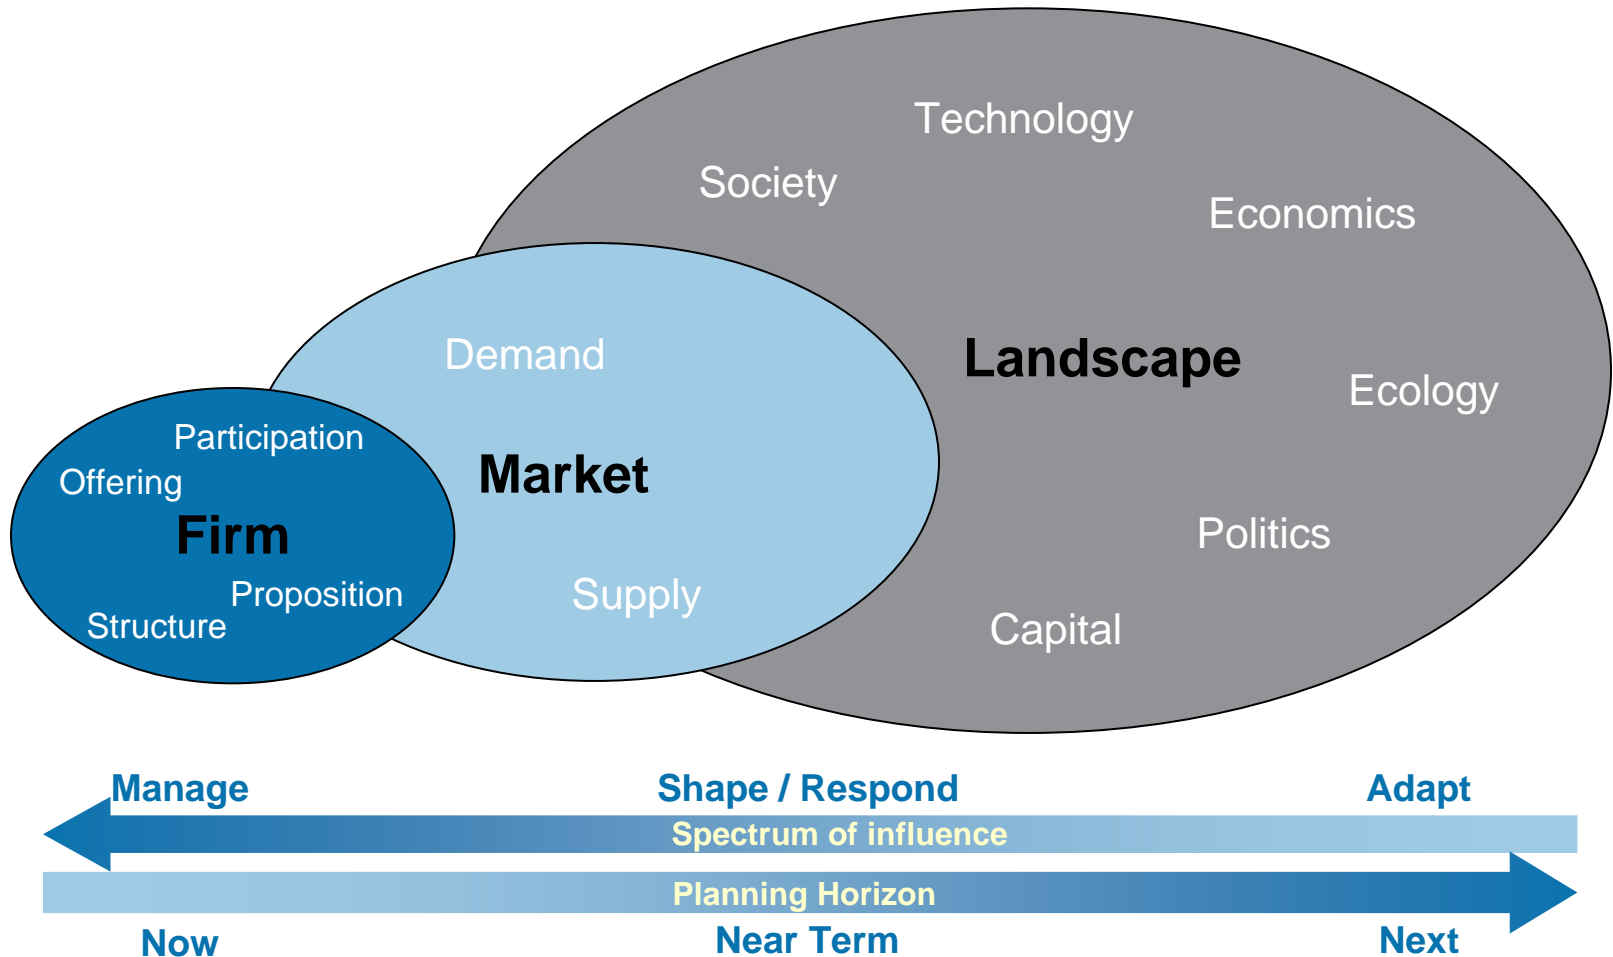 Technology
Society
Economics
Demand
Landscape
Ecology
Participation
Market
Offering
Firm
Politics
Proposition
Supply
Structure
Capital
Manage
Shape / Respond
Adapt
Spectrum of influence
Planning Horizon
Now
Near Term
Next